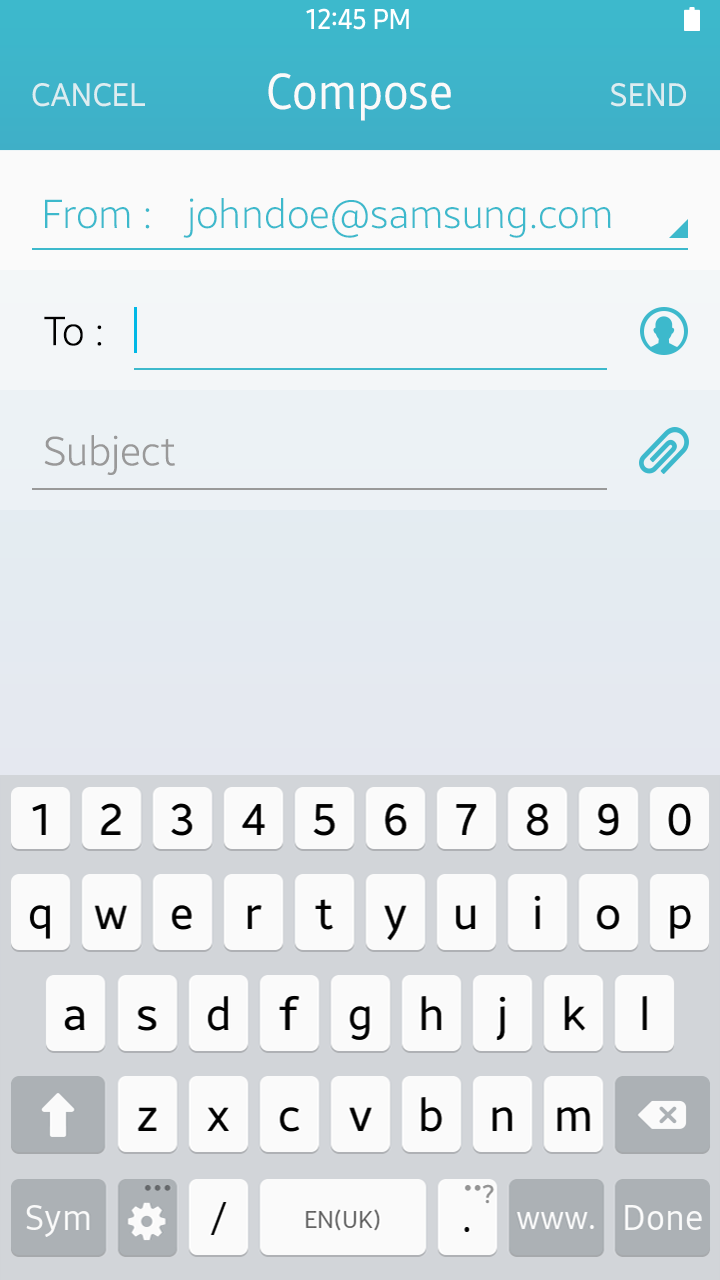 12:45 PM
CANCEL Compose SEND
From : johndoe@samsung.com
To :
Subject
1 2 3 4 5 6 7 8 9 0
q w e r t y u i o p
a s d f g h j k l
z x c v b n m
Sym / EN(UK) . ? www. Done